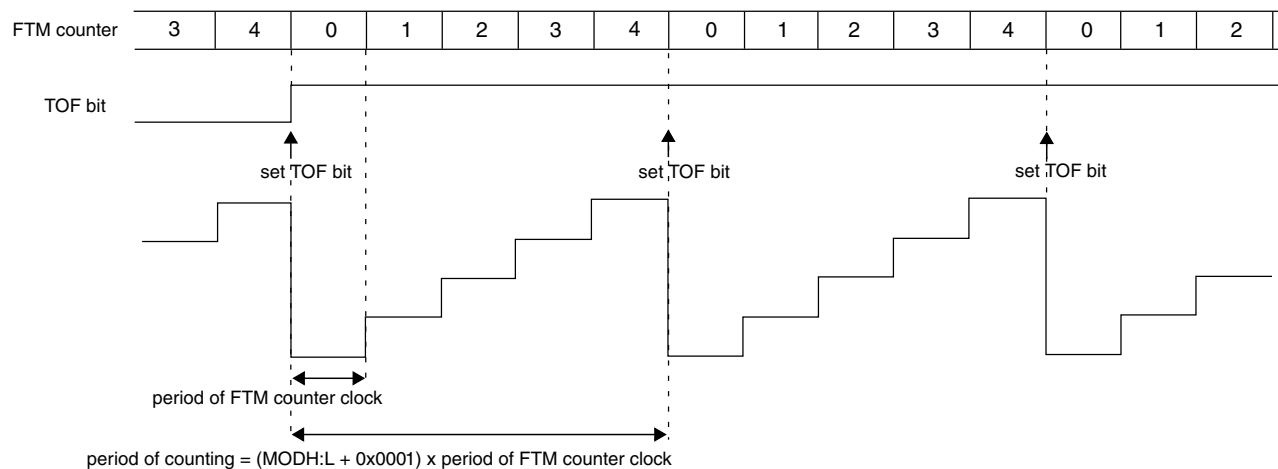 FTM counter 3 4 0 1 2 3 4 0 1 2 3 4 0 1 2
TOF bit
set TOF bit set TOF bit set TOF bit
period of FTM counter clock
period of counting = (MODH:L + 0x0001) x period of FTM counter clock